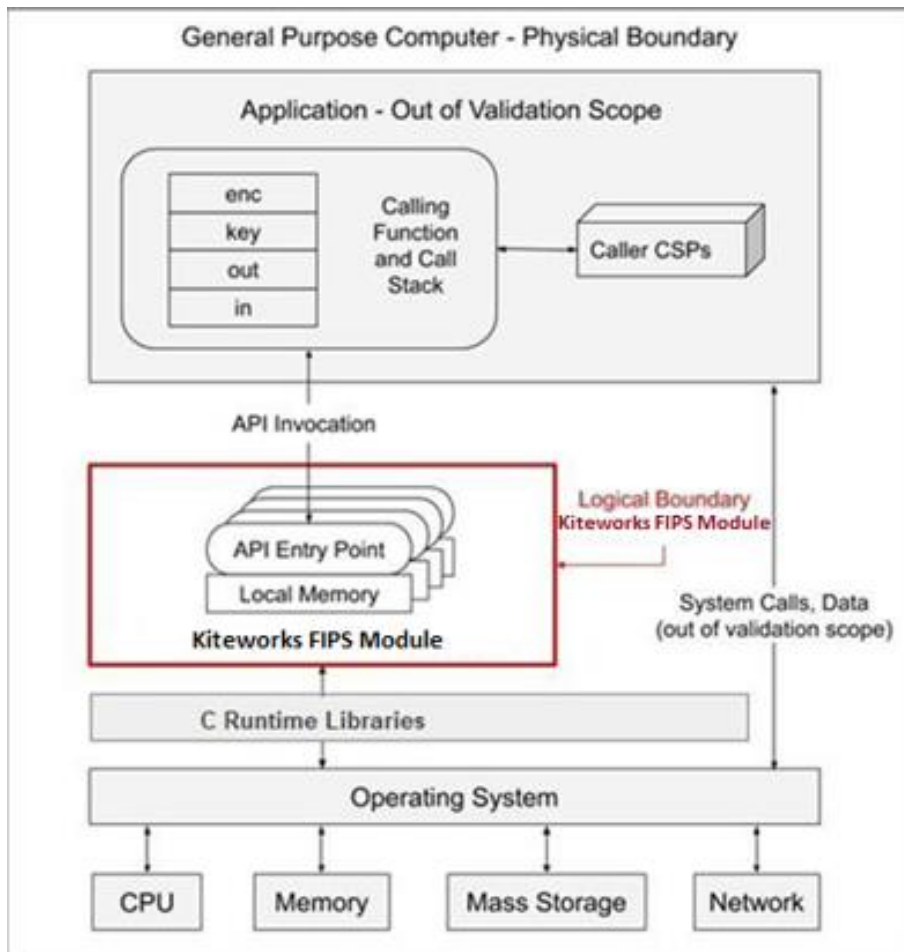 General Purpose Computer - Physical Boundary
Application - Out of Validation Scope
enc
key
out
in
Calling
Function
and Call
Stack
Caller CSPs
API Invocation
Logical Boundary
Kiteworks FIPS Module
API Entry Point
Local Memory
Kiteworks FIPS Module
System Calls, Data
(out of validation scope)
C Runtime Libraries
Operating System
CPU
Memory
Mass Storage
Network